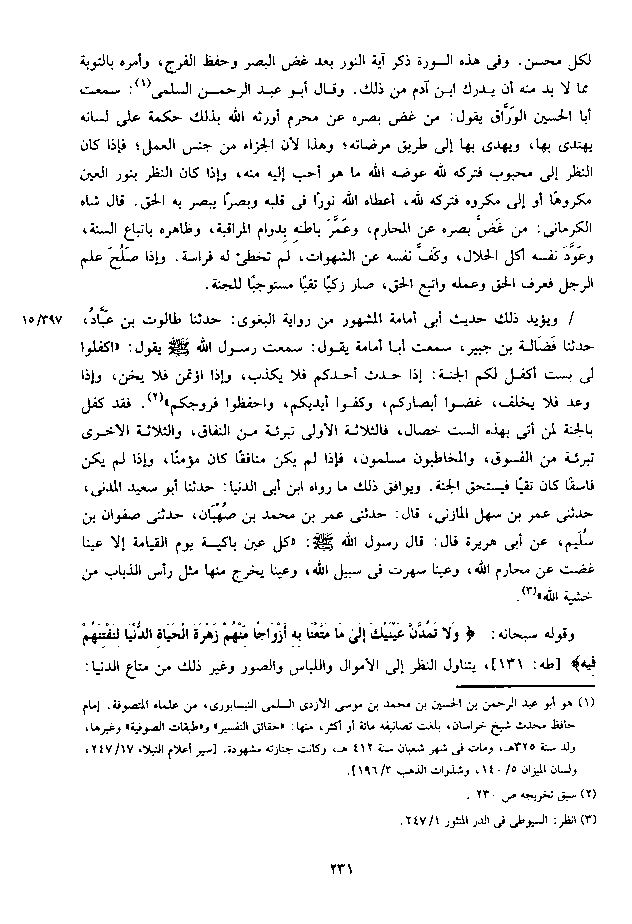 لكل محسن. وفى هذه السورة ذكر آية النور بعد غض البصر وحفظ الفرج، وأمره بالتوبة
مما لا بد منه أن يدرك ابن آدم من ذلك. وقال أبو عبد الرحمن السلمى(١): سمعت
أبا الحسين الوَرَّاق يقول: من غض بصره عن محرم أورثه الله بذلك حكمة على لسانه
يهتدى بها، ويهدى بها إلى طريق مرضاته؛ وهذا لأن الجزاء من جنس العمل؛ فإذا كان
النظر إلى محبوب فتركه لله عوضه الله ما هو أحب إليه منه، وإذا كان النظر بنور العين
مكروهًا أو إلى مكروه فتركه لله، أعطاه الله نورًا فى قلبه وبصرًا يبصر به الحق. قال شاه
الكرمانى: من غَضَّ بصره عن المحارم، وعَمَّرَ باطنه بِدوام المراقبة، وظاهره باتباع السنة،
وعَوَّدَ نفسه أكل الحلال، وكَفَّ نفسه عن الشهوات، لم تخطئ له فراسة. وإذا صَلُحَ علم
الرجل فعرف الحق وعمله واتبع الحق، صار زكيًا تقيًا مستوجبًا للجنة.
١٥/٣٩٧ / ويؤيد ذلك حديث أبى أمامة المشهور من رواية البغوى: حدثنا طالوت بن عَبَّاد،
حدثنا فَضَالَة بن جبير، سمعت أبا أمامة يقول: سمعت رسول الله ﷺ يقول: «اكفلوا
لى بست أكفل لكم الجنة: إذا حدث أحدكم فلا يكذب، وإذا اؤتمن فلا يخن، وإذا
وعد فلا يخلف، غضوا أبصاركم، وكفوا أيديكم، واحفظوا فروجكم»(٢). فقد كفل
بالجنة لمن أتى بهذه الست خصال، فالثلاثة الأولى تبرئة من النفاق، والثلاثة الأخرى
تبرئة من الفسوق، والمخاطبون مسلمون، فإذا لم يكن منافقًا كان مؤمنًا، وإذا لم يكن
فاسقًا كان تقيًا فيستحق الجنة. ويوافق ذلك ما رواه ابن أبى الدنيا: حدثنا أبو سعيد المدنى،
حدثنى عمر بن سهل المازنى، قال: حدثنى عمر بن محمد بن صُهْبَان، حدثنى صفوان بن
سُلَيم، عن أبى هريرة قال: قال رسول الله ﷺ: «كل عين باكية يوم القيامة إلا عينا
غضت عن محارم الله، وعينا سهرت فى سبيل الله، وعينا يخرج منها مثل رأس الذباب من
خشية الله»(٣).
وقوله سبحانه: ﴿ وَلا تَمُدَّنَّ عَيْنَيْكَ إِلَىٰ مَا مَتَّعْنَا بِهِ أَزْوَاجًا مِّنْهُمْ زَهْرَةَ الْحَيَاةِ الدُّنْيَا لِنَفْتِنَهُمْ
فِيهِ﴾ [طه: ١٣١]، يتناول النظر إلى الأموال واللباس والصور وغير ذلك من متاع الدنيا:
(١) هو أبو عبد الرحمن بن الحسين بن محمد بن موسى الأزدى السلمى النيسابورى، من علماء المتصوفة. إمام
حافظ محدث شيخ خراسان، بلغت تصانيفه مائة أو أكثر، منها: «حقائق التفسير» و«طبقات الصوفية» وغيرها،
ولد سنة ٣٢٥هـ، ومات فى شهر شعبان سنة ٤١٢ هـ، وكانت جنازته مشهودة. [سير أعلام النبلاء ٢٤٧/١٧،
ولسان الميزان ١٤٠/٥، وشذرات الذهب ١٩٦/٣].
(٢) سبق تخريجه ص ٢٣٠ .
(٣) انظر: السيوطى فى الدر المنثور ٢٤٧/١.
٢٣١